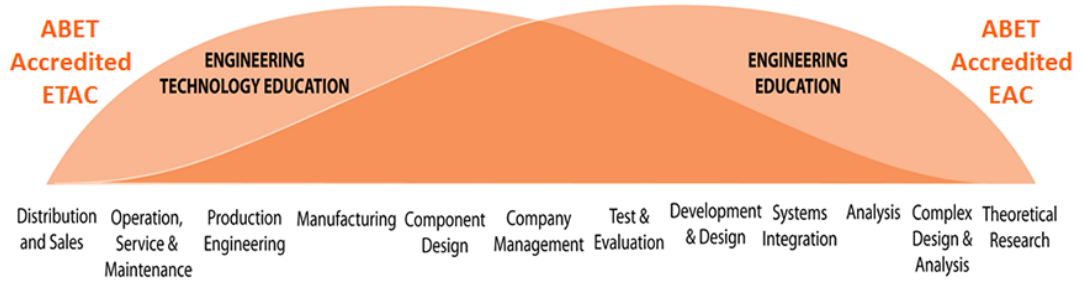 ABET
Accredited
ETAC
ENGINEERING
TECHNOLOGY EDUCATION
ENGINEERING
EDUCATION
ABET
Accredited
EAC
Distribution
and Sales
Operation,
Service &
Maintenance
Production
Engineering
Manufacturing
Component
Design
Company
Management
Test &
Evaluation
Development
& Design
Systems
Integration
Analysis
Complex
Design &
Analysis
Theoretical
Research